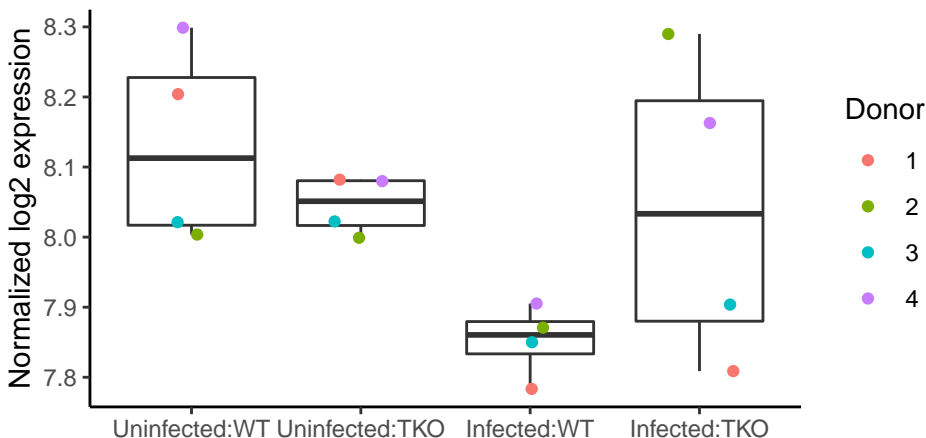 Normalized log2 expression
8.3
8.2
8.1
8.0
7.9
7.8
Uninfected:WT
Uninfected:TKO
Infected:WT
Infected:TKO
Donor
1
2
3
4